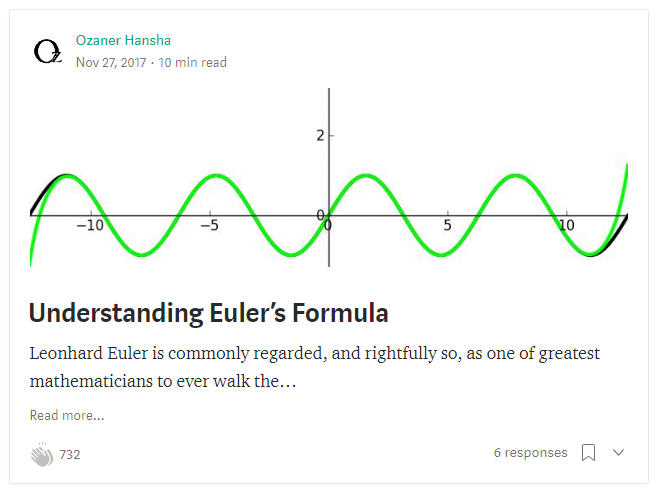 Oz
Ozaner Hansha
Nov 27, 2017 · 10 min read
2
0
−10
−5
0
5
10
Understanding Euler’s Formula
Leonhard Euler is commonly regarded, and rightfully so, as one of greatest
mathematicians to ever walk the…
Read more...
732
6 responses